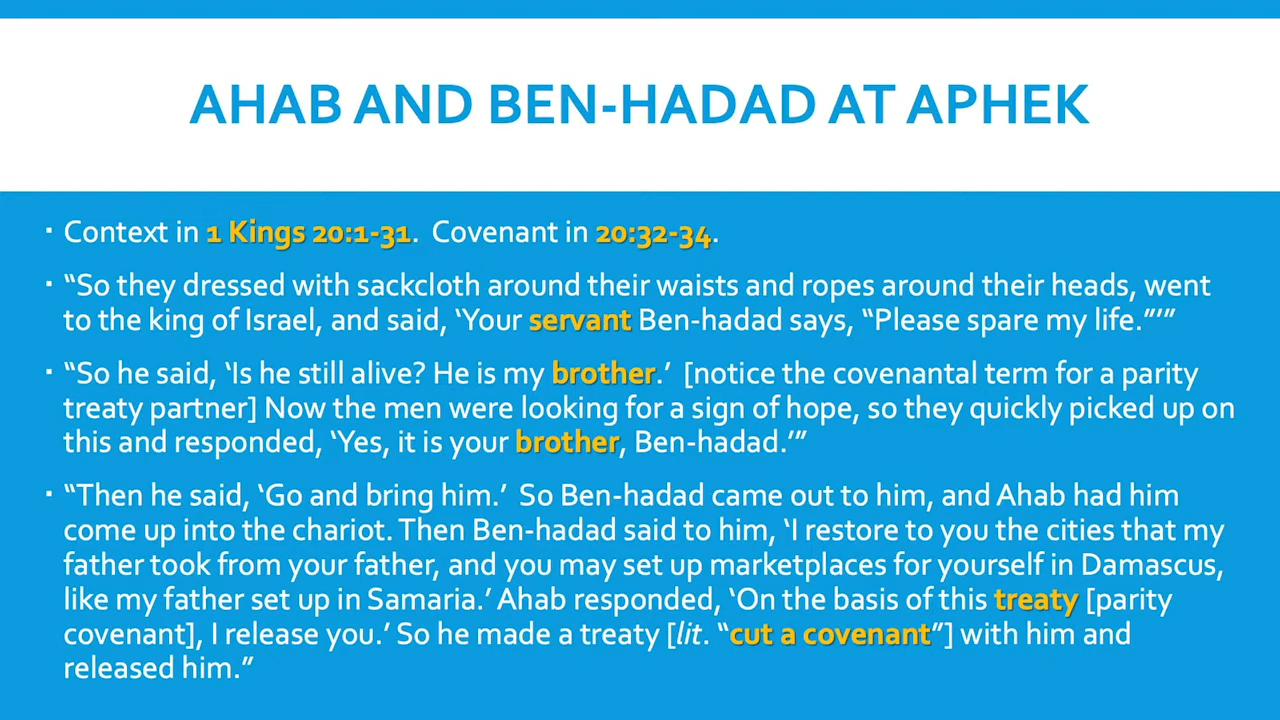 AHAB AND BEN-HADAD AT APHEK
▪ Context in 1 Kings 20:1-31. Covenant in 20:32-34.
▪ “So they dressed with sackcloth around their waists and ropes around their heads, went
to the king of Israel, and said, ‘Your servant Ben-hadad says, “Please spare my life.”’”
▪ “So he said, ‘Is he still alive? He is my brother.’ [notice the covenantal term for a parity
treaty partner] Now the men were looking for a sign of hope, so they quickly picked up on
this and responded, ‘Yes, it is your brother, Ben-hadad.’”
▪ “Then he said, ‘Go and bring him.’ So Ben-hadad came out to him, and Ahab had him
come up into the chariot. Then Ben-hadad said to him, ‘I restore to you the cities that my
father took from your father, and you may set up marketplaces for yourself in Damascus,
like my father set up in Samaria.’ Ahab responded, ‘On the basis of this treaty [parity
covenant], I release you.’ So he made a treaty [lit. “cut a covenant”] with him and
released him.”